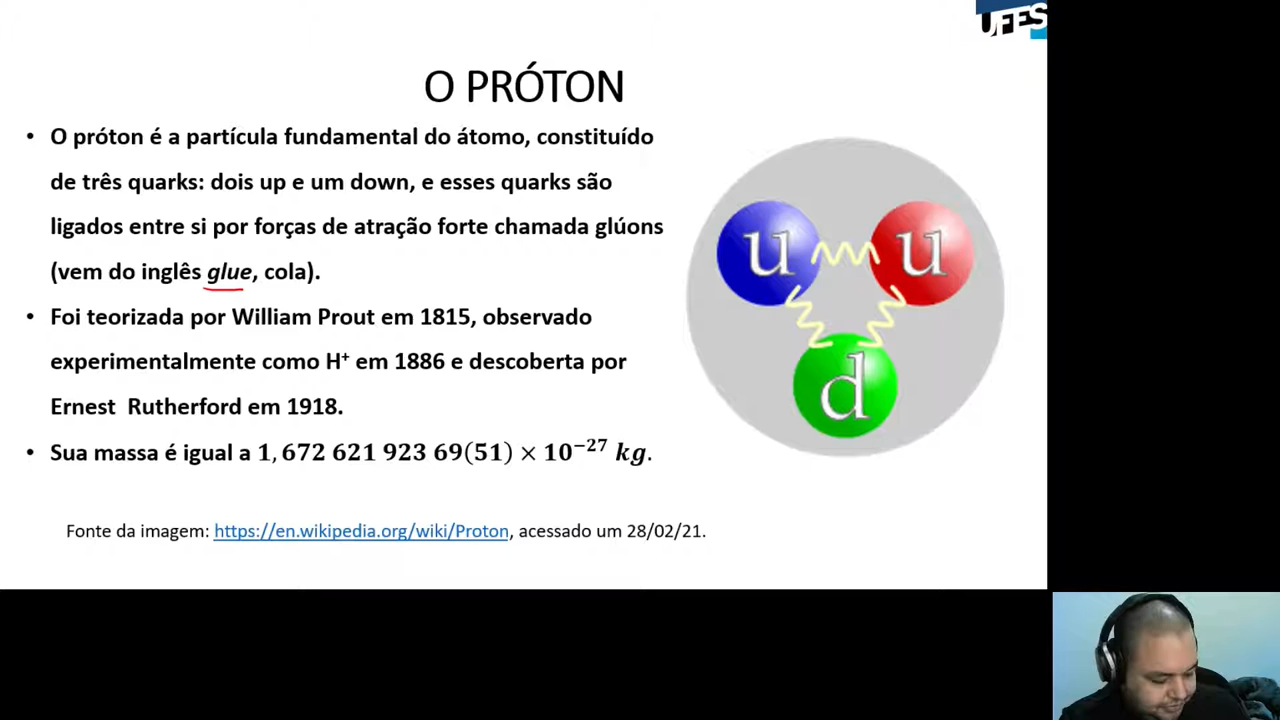 UFES
O PRÓTON
• O próton é a partícula fundamental do átomo, constituído
de três quarks: dois up e um down, e esses quarks são
ligados entre si por forças de atração forte chamada glúons
(vem do inglês glue, cola).
• Foi teorizada por William Prout em 1815, observado
experimentalmente como H⁺ em 1886 e descoberta por
Ernest Rutherford em 1918.
• Sua massa é igual a 1, 672 621 923 69(51) × 10⁻²⁷ kg.
u u
d
Fonte da imagem: https://en.wikipedia.org/wiki/Proton, acessado um 28/02/21.